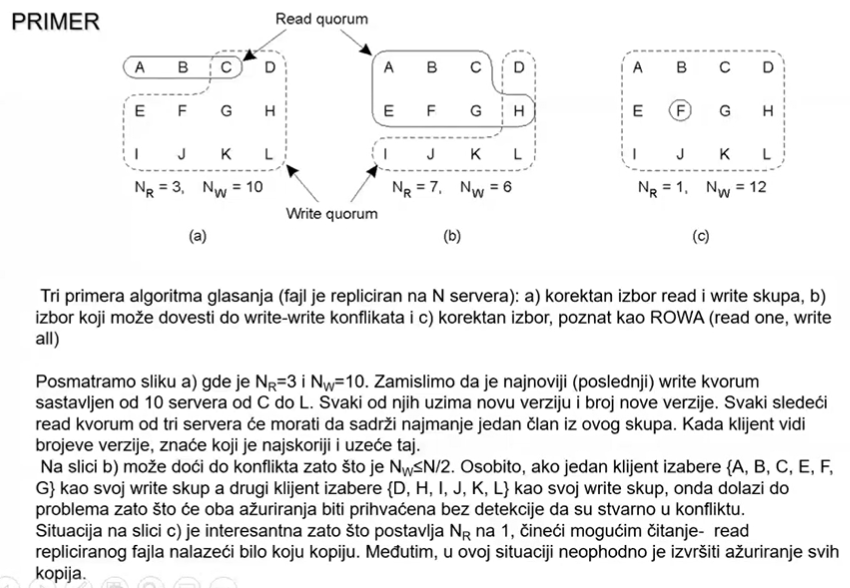 PRIMER
Read quorum
A B C D
E F G H
I J K L
N_R = 3, N_W = 10
(a)
A B C D
E F G H
I J K L
N_R = 7, N_W = 6
(b)
A B C D
E F G H
I J K L
N_R = 1, N_W = 12
(c)
Write quorum
Tri primera algoritma glasanja (fajl je repliciran na N servera): a) korektan izbor read i write skupa, b)
izbor koji može dovesti do write-write konflikata i c) korektan izbor, poznat kao ROWA (read one, write
all)
Posmatramo sliku a) gde je N_R=3 i N_W=10. Zamislimo da je najnoviji (poslednji) write kvorum
sastavljen od 10 servera od C do L. Svaki od njih uzima novu verziju i broj nove verzije. Svaki sledeći
read kvorum od tri servera će morati da sadrži najmanje jedan član iz ovog skupa. Kada klijent vidi
brojeve verzije, znaće koji je najskoriji i uzeće taj.
Na slici b) može doći do konflikta zato što je N_W≤N/2. Osobito, ako jedan klijent izabere {A, B, C, E, F,
G} kao svoj write skup a drugi klijent izabere {D, H, I, J, K, L} kao svoj write skup, onda dolazi do
problema zato što će oba ažuriranja biti prihvaćena bez detekcije da su stvarno u konfliktu.
Situacija na slici c) je interesantna zato što postavlja N_R na 1, čineći mogućim čitanje- read
repliciranog fajla nalazeći bilo koju kopiju. Međutim, u ovoj situaciji neophodno je izvršiti ažuriranje svih
kopija.